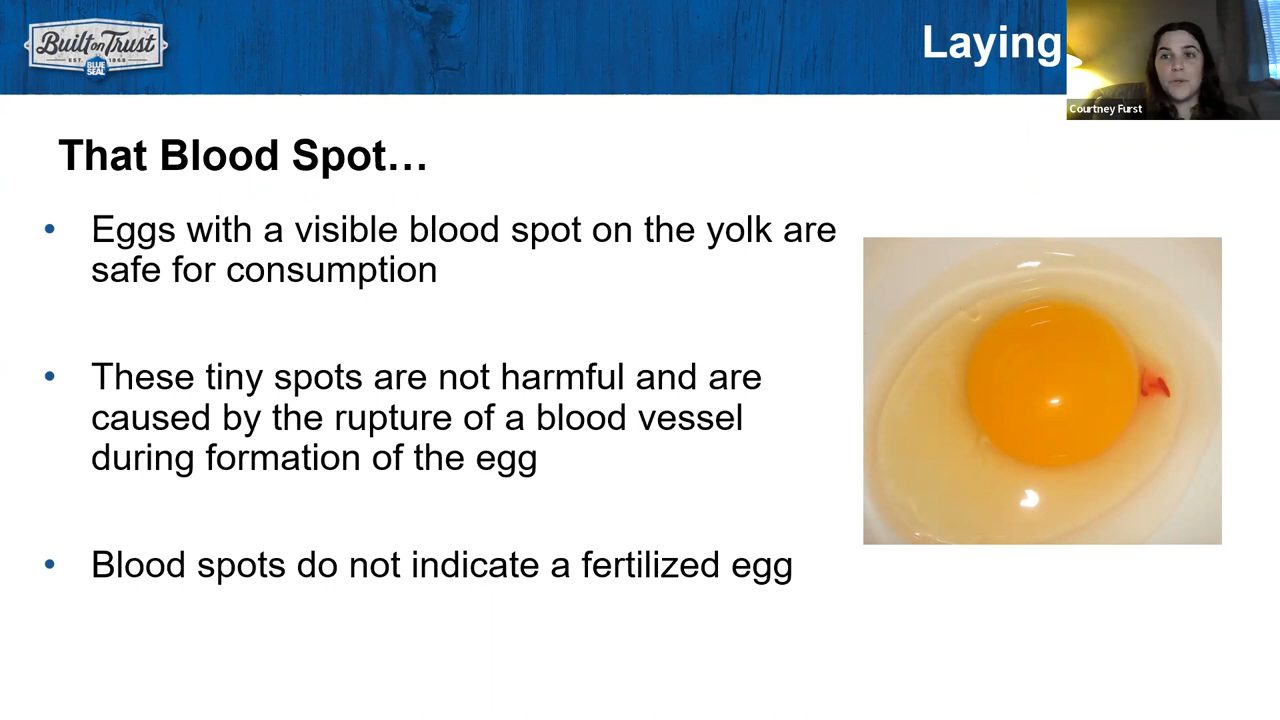 Built on Trust
EST. 1868
BLUE
SEAL
Laying
Courtney Furst
That Blood Spot…
• Eggs with a visible blood spot on the yolk are
safe for consumption
• These tiny spots are not harmful and are
caused by the rupture of a blood vessel
during formation of the egg
• Blood spots do not indicate a fertilized egg